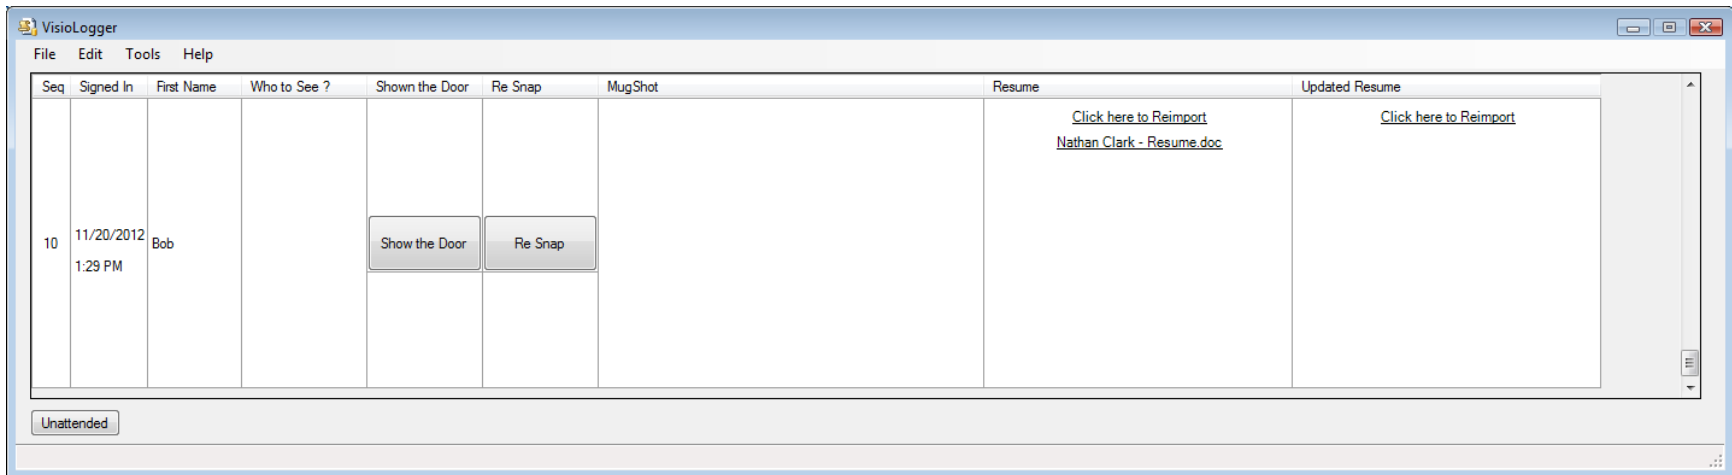 VisioLogger
File Edit Tools Help
Seq Signed In First Name Who to See ? Shown the Door Re Snap MugShot Resume Updated Resume
Click here to Reimport Click here to Reimport
Nathan Clark - Resume.doc
11/20/2012
10 Bob Show the Door Re Snap
1:29 PM
Unattended